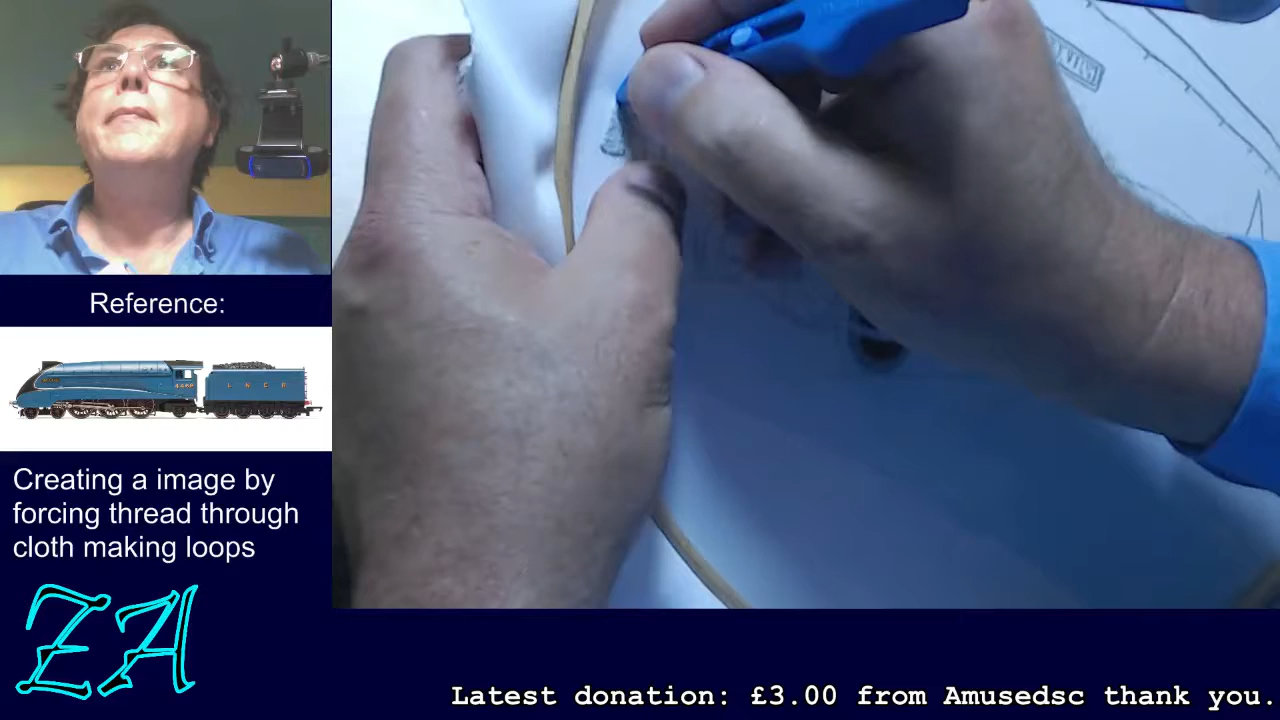 Reference:
L N E R
Creating a image by
forcing thread through
cloth making loops
ZA
Latest donation: £3.00 from Amusedsc thank you.